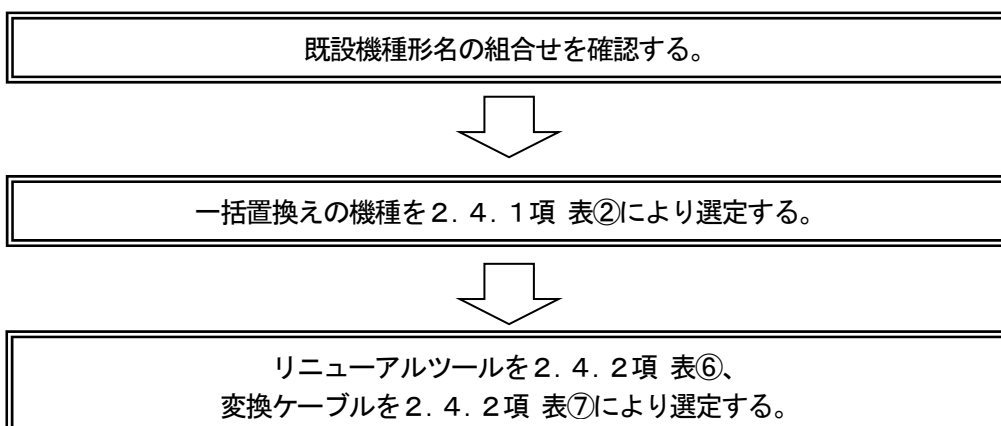 既設機種形名の組合せを確認する。
一括置換えの機種を２．４．１項 表②により選定する。
リニューアルツールを２．４．２項 表⑥、
変換ケーブルを２．４．２項 表⑦により選定する。